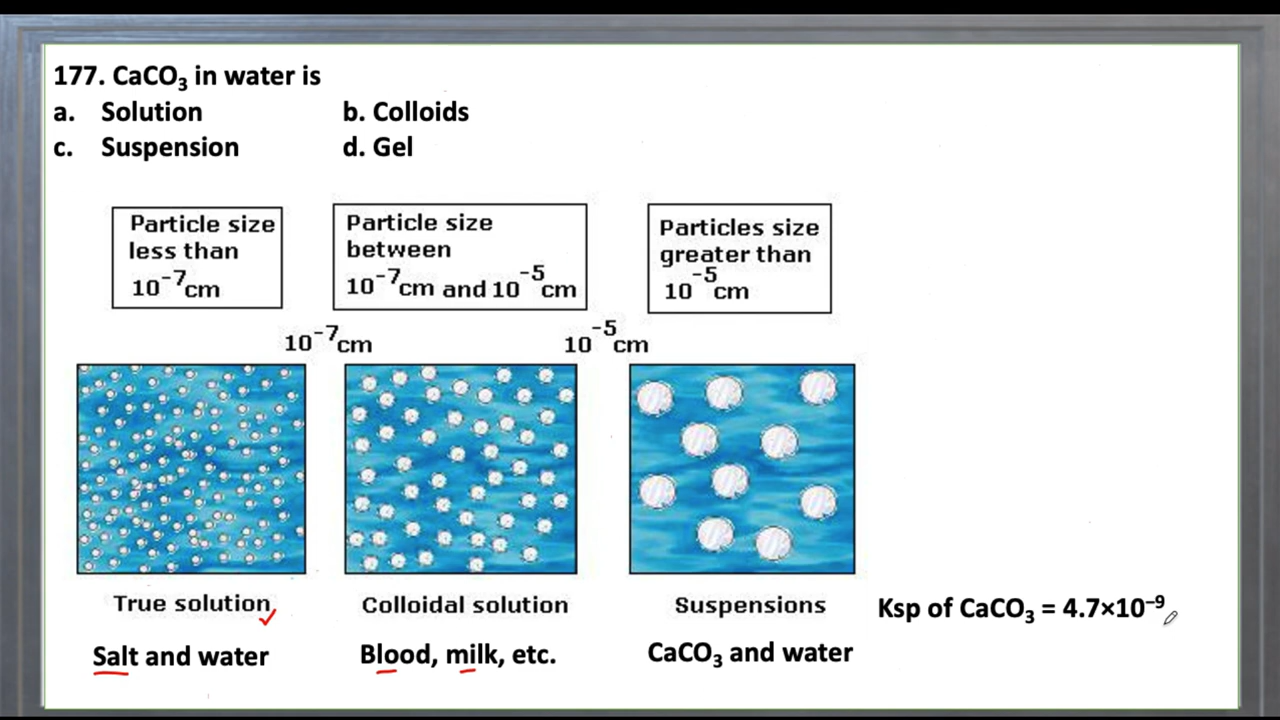 177. CaCO₃ in water is
a. Solution b. Colloids
c. Suspension d. Gel
Particle size
less than
10⁻⁷cm
Particle size
between
10⁻⁷cm and 10⁻⁵cm
Particles size
greater than
10⁻⁵cm
10⁻⁷cm
10⁻⁵cm
True solution
Colloidal solution
Suspensions
Ksp of CaCO₃ = 4.7×10⁻⁹
Salt and water
Blood, milk, etc.
CaCO₃ and water